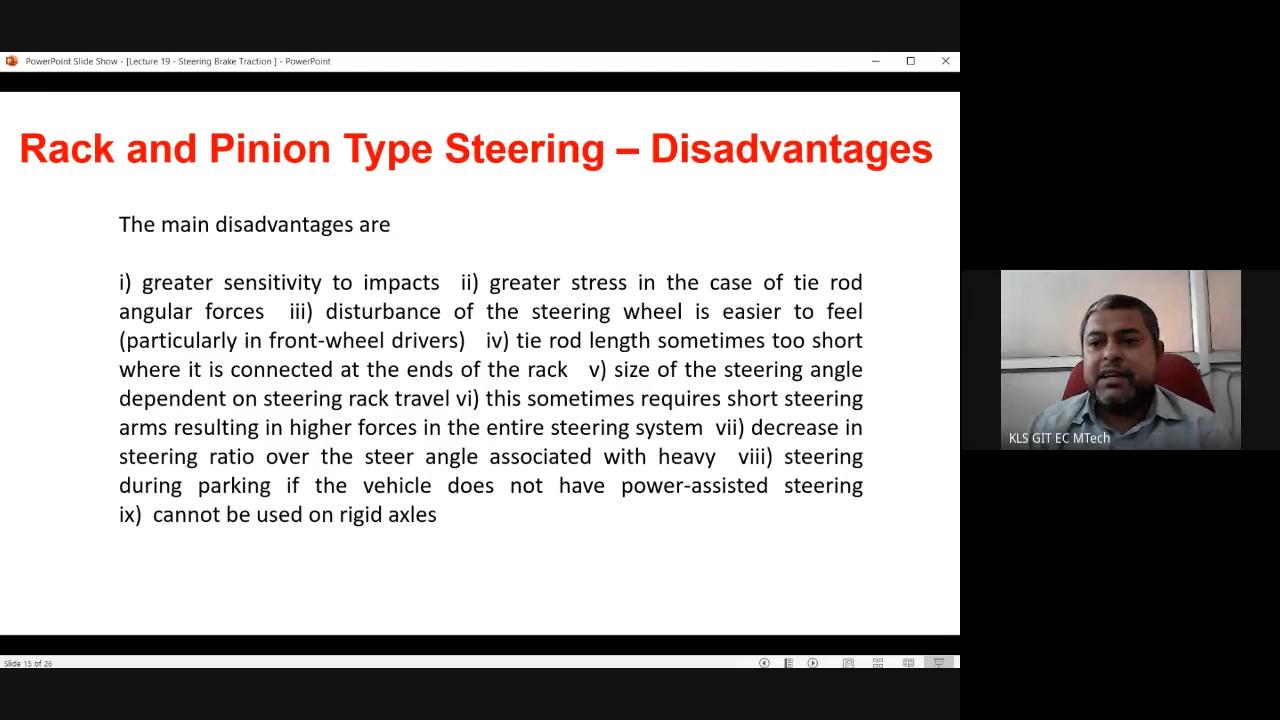 PowerPoint Slide Show - [Lecture 19 - Steering Brake Traction ] - PowerPoint
Rack and Pinion Type Steering – Disadvantages
The main disadvantages are
i) greater sensitivity to impacts ii) greater stress in the case of tie rod
angular forces iii) disturbance of the steering wheel is easier to feel
(particularly in front-wheel drivers) iv) tie rod length sometimes too short
where it is connected at the ends of the rack v) size of the steering angle
dependent on steering rack travel vi) this sometimes requires short steering
arms resulting in higher forces in the entire steering system vii) decrease in
steering ratio over the steer angle associated with heavy viii) steering
during parking if the vehicle does not have power-assisted steering
ix) cannot be used on rigid axles
KLS GIT EC MTech
Slide 15 of 26